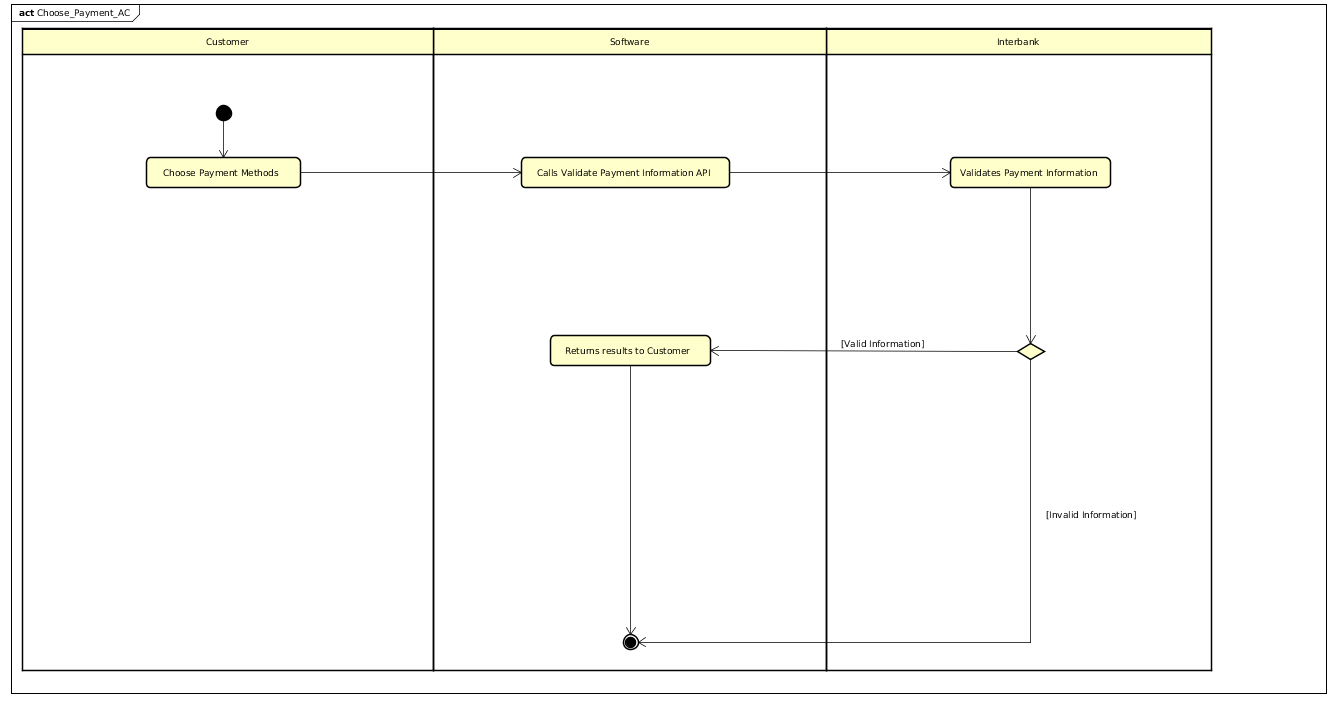 act Choose_Payment_AC
Customer
Software
Interbank
Choose Payment Methods
Calls Validate Payment Information API
Validates Payment Information
Returns results to Customer
[Valid Information]
[Invalid Information]